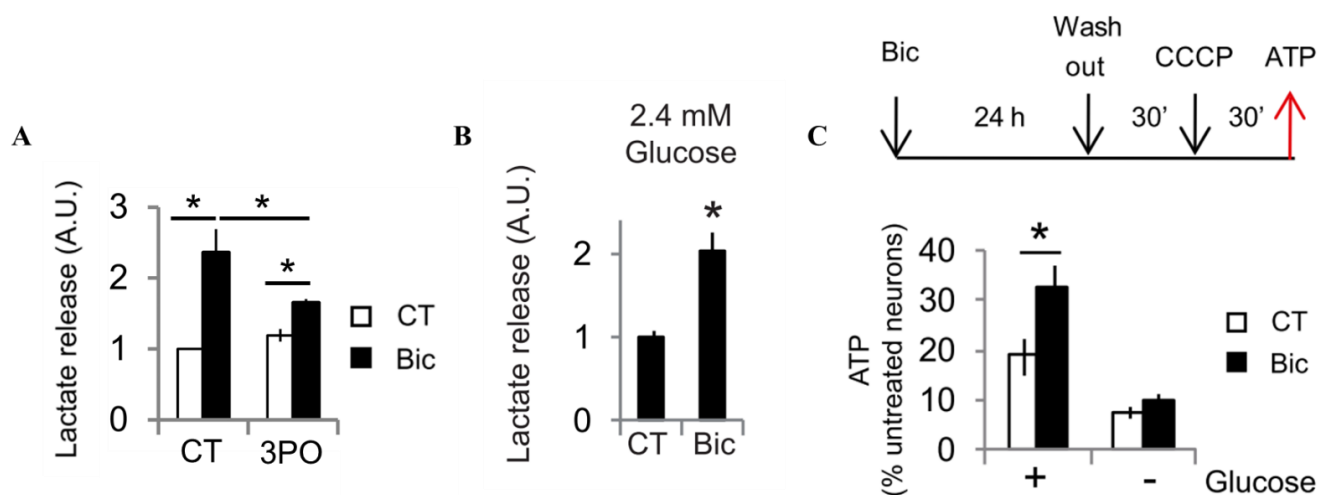 A
Lactate release (A.U.)
3
2
1
0
*
*
*
CT
3PO
CT
Bic
B
2.4 mM
Glucose
Lactate release (A.U.)
2
1
0
*
CT
Bic
C
Bic
24 h
Wash
out
30’
CCCP
30’
ATP
ATP
(% untreated neurons)
40
30
20
10
0
*
+
-
Glucose
CT
Bic